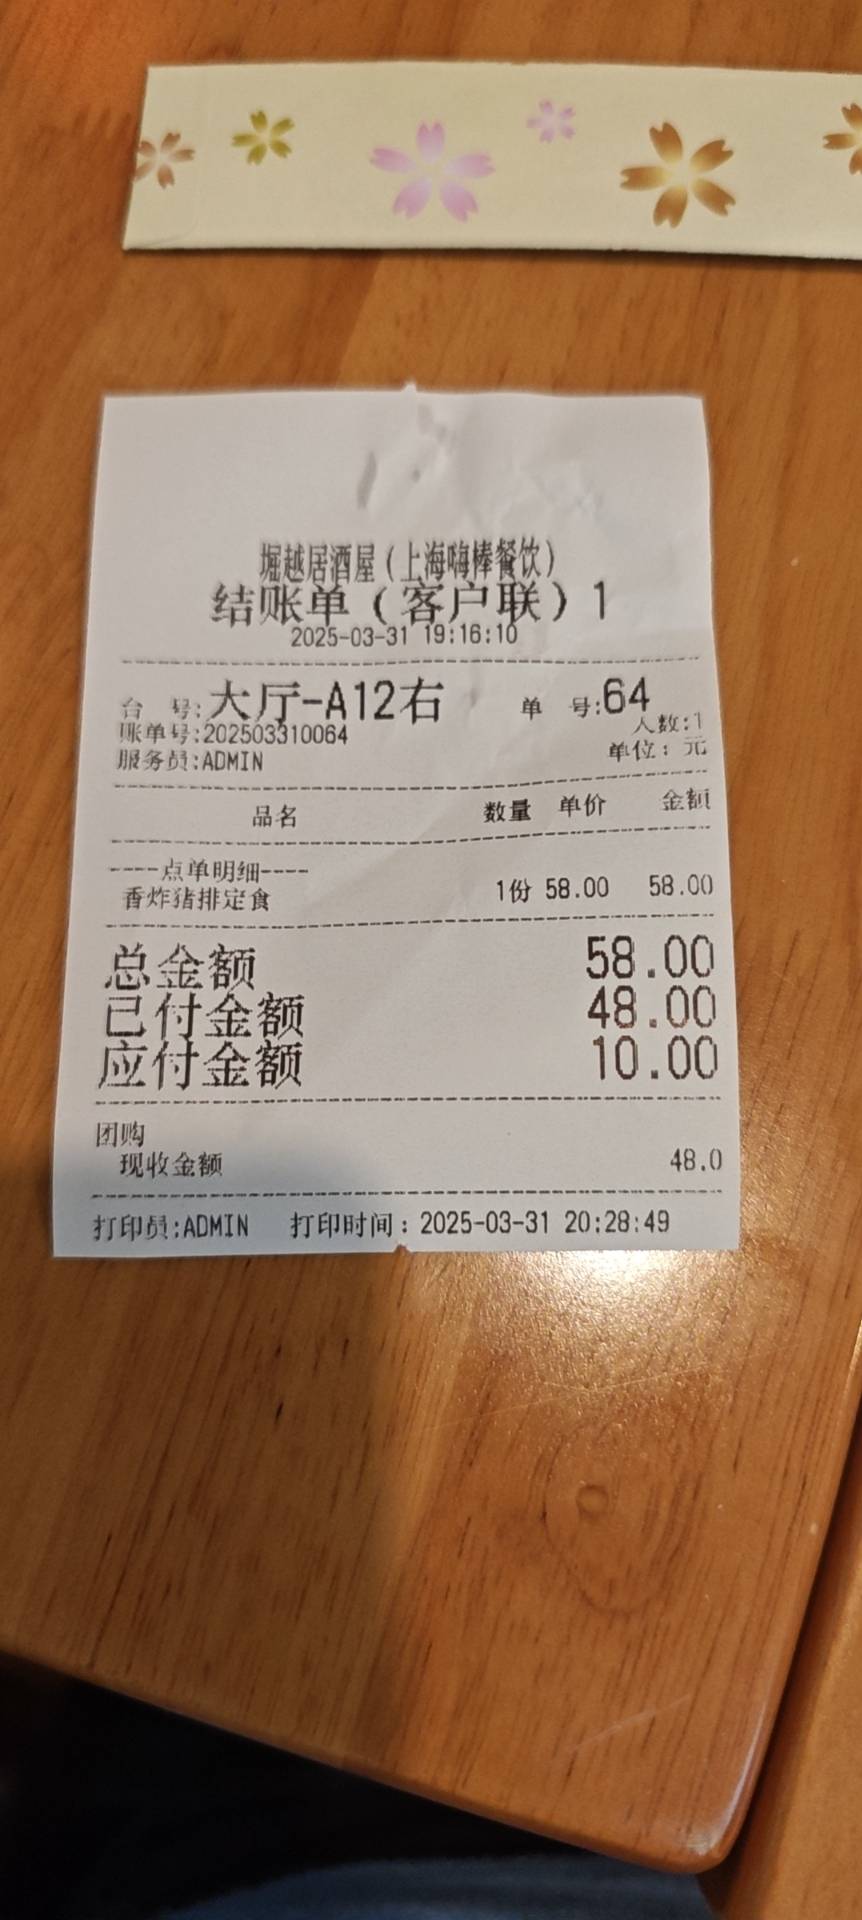 堀越居酒屋（上海嗨棒餐饮）
结账单（客户联）1
2025-03-31 19:16:10
台 号:大厅-A12右 单 号:64
人数:1
账单号:202503310064
服务员:ADMIN 单位：元
品名 数量 单价 金额
----点单明细----
香炸猪排定食 1份 58.00 58.00
总金额 58.00
已付金额 48.00
应付金额 10.00
团购
现收金额 48.0
打印员:ADMIN 打印时间：2025-03-31 20:28:49